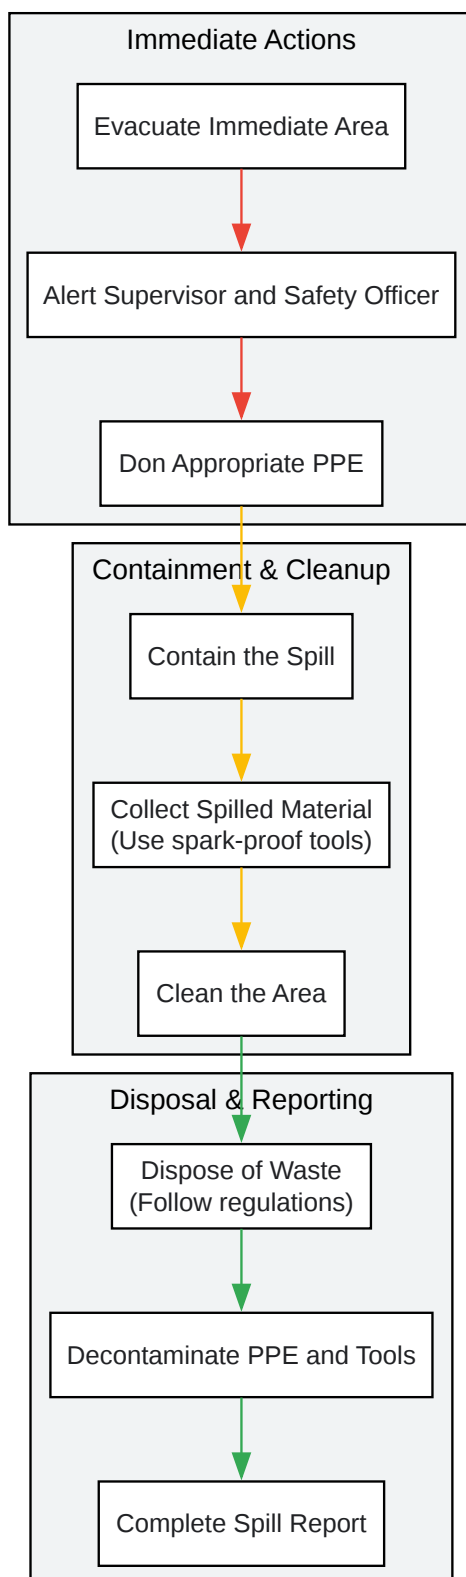 Immediate Actions
Evacuate Immediate Area
Alert Supervisor and Safety Officer
Don Appropriate PPE
Containment & Cleanup
Contain the Spill
Collect Spilled Material
(Use spark-proof tools)
Clean the Area
Disposal & Reporting
Dispose of Waste
(Follow regulations)
Decontaminate PPE and Tools
Complete Spill Report